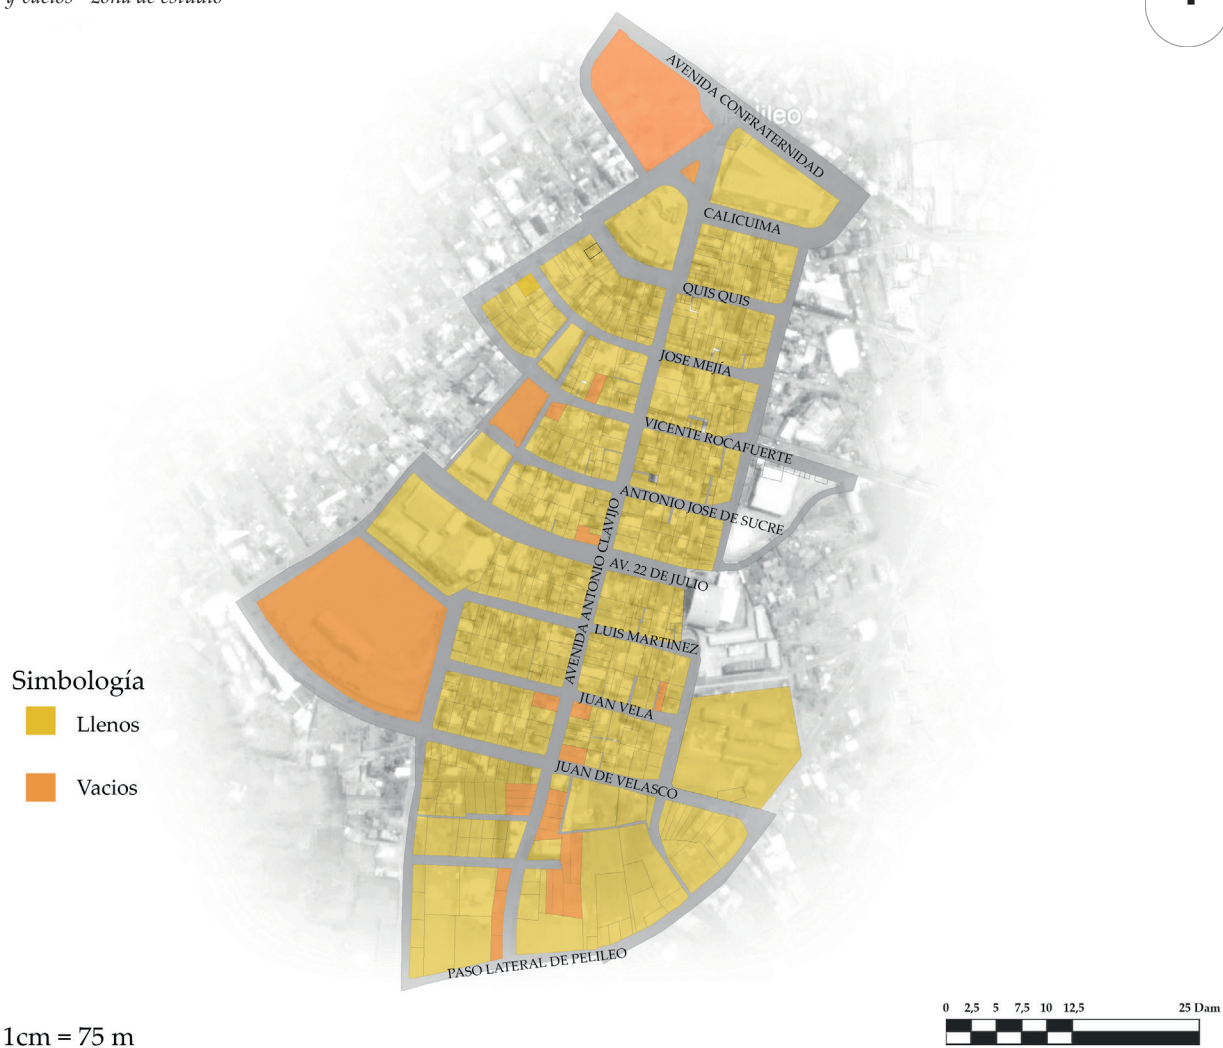 y vacios - zona de estudio
AVENIDA CONFRATERNIDAD
CALICUIMA
QUIS QUIS
JOSE MEJÍA
VICENTE ROCAFUERTE
ANTONIO JOSE DE SUCRE
AVENIDA ANTONIO CLAVIJO
AV. 22 DE JULIO
LUIS MARTINEZ
JUAN VELA
JUAN DE VELASCO
PASO LATERAL DE PELILEO
Simbología
Llenos
Vacios
0 2,5 5 7,5 10 12,5 25 Dam
1cm = 75 m